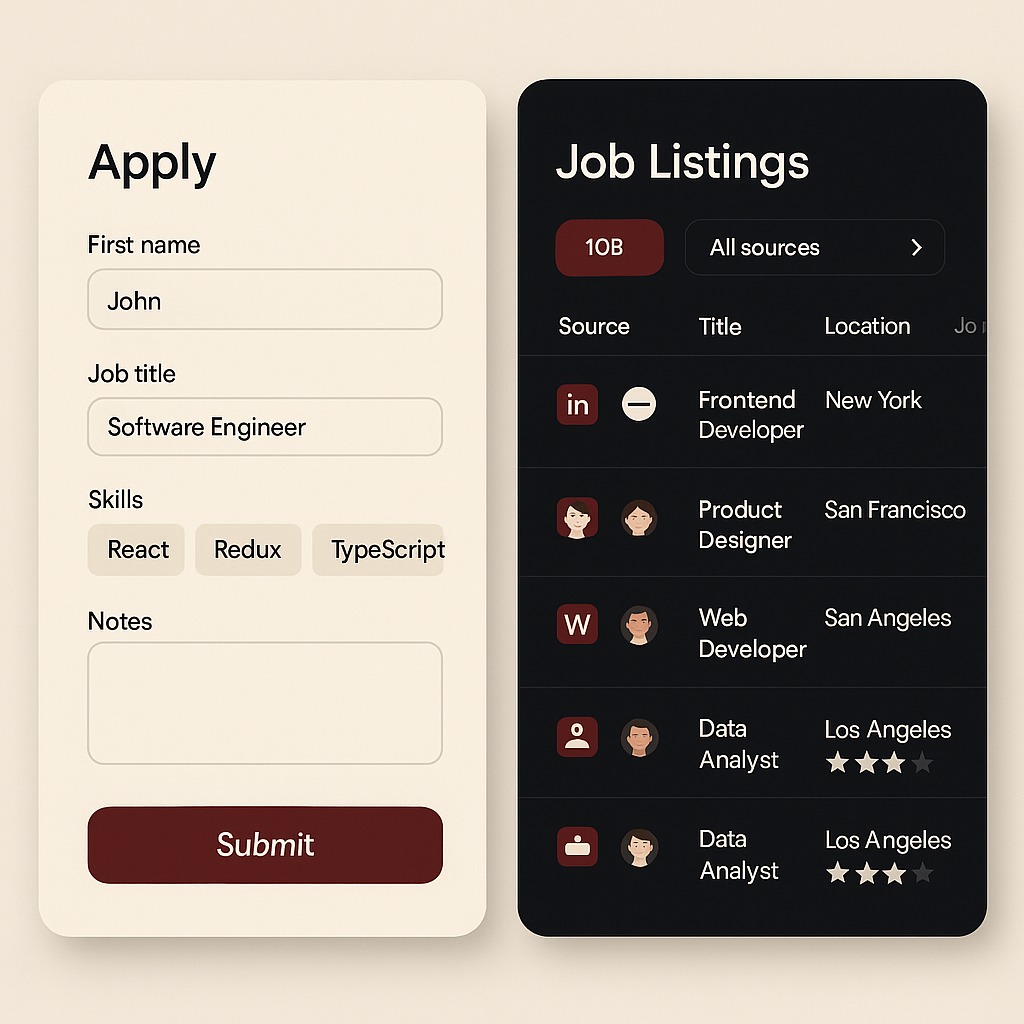 Apply
First name
John
Job title
Software Engineer
Skills
React Redux TypeScript
Notes
Submit
Job Listings
10B All sources
Source Title Location Jo
in Frontend New York
Developer
Product San Francisco
Designer
W Web San Angeles
Developer
Data Los Angeles
Analyst
Data Los Angeles
Analyst